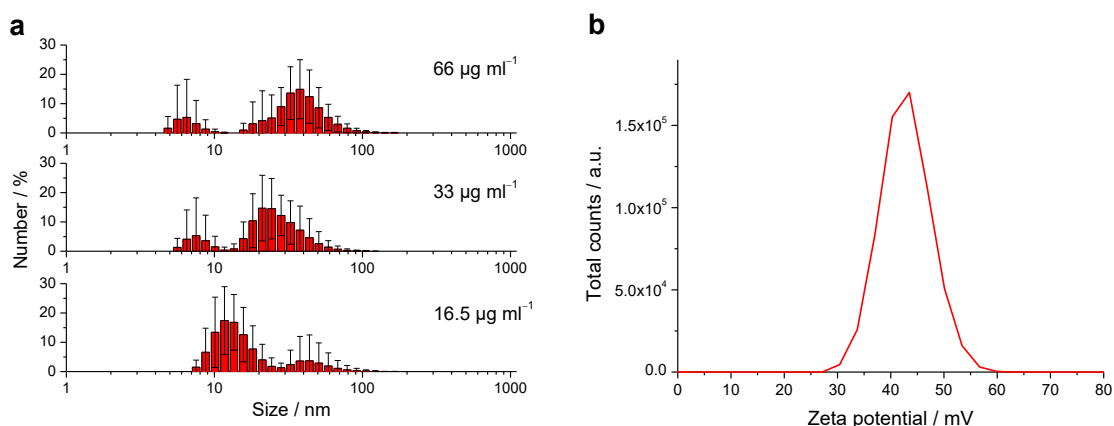 a
30
66 µg ml⁻¹
20
10
0
1 10 100 1000
30
33 µg ml⁻¹
20
10
0
1 10 100 1000
30
16.5 µg ml⁻¹
20
10
0
1 10 100 1000
Number / %
Size / nm
b
1.5x10⁵
1.0x10⁵
5.0x10⁴
0.0
0 10 20 30 40 50 60 70 80
Total counts / a.u.
Zeta potential / mV